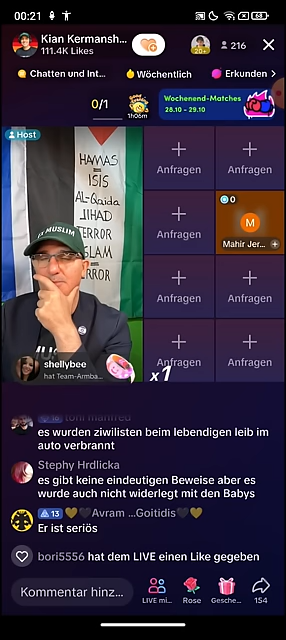 00:21
68
Kian Kermansh...
111.4K Likes
20+
216
Chatten und Int...
Wöchentlich
Erkunden
0/1
1h06m
Wochenend-Matches
28.10 - 29.10
Host
HAMAS
=
ISIS
AL-Qaida
JIHAD
TERROR
ISLAM
=
ERROR
MUSLIM
Anfragen
Anfragen
Anfragen
0
M
Mahir Jer...
Anfragen
Anfragen
Anfragen
Anfragen
shellybee
hat Team-Armba...
x1
es wurden zivilisten beim lebendigen leib im
auto verbrannt
Stephy Hrdlicka
es gibt keine eindeutigen Beweise aber es
wurde auch nicht widerlegt mit den Babys
13 🖤💛Avram ...Goitidis💛🖤
Er ist seriös
bori5556 hat dem LIVE einen Like gegeben
Kommentar hinz...
LIVE mi...
Rose
Gesche...
154